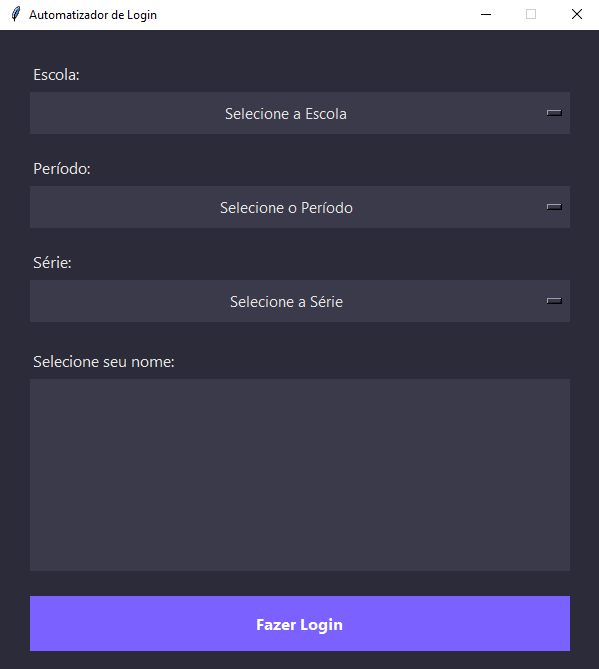 Automatizador de Login
Escola:
Selecione a Escola
Período:
Selecione o Período
Série:
Selecione a Série
Selecione seu nome:
Fazer Login